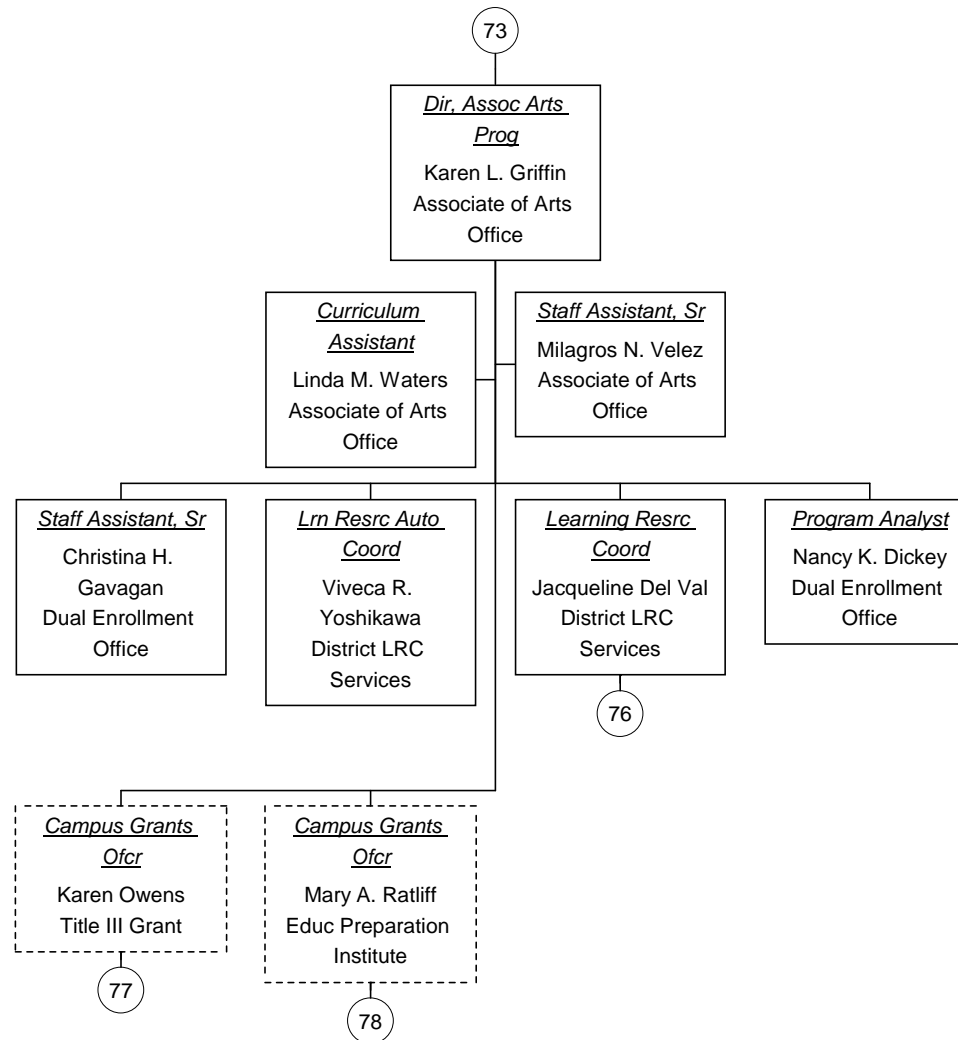 73
Dir, Assoc Arts
Prog
Karen L. Griffin
Associate of Arts
Office
Curriculum
Assistant
Linda M. Waters
Associate of Arts
Office
Staff Assistant, Sr
Milagros N. Velez
Associate of Arts
Office
Staff Assistant, Sr
Christina H.
Gavagan
Dual Enrollment
Office
Lrn Resrc Auto
Coord
Viveca R.
Yoshikawa
District LRC
Services
Learning Resrc
Coord
Jacqueline Del Val
District LRC
Services
76
Program Analyst
Nancy K. Dickey
Dual Enrollment
Office
Campus Grants
Ofcr
Karen Owens
Title III Grant
77
Campus Grants
Ofcr
Mary A. Ratliff
Educ Preparation
Institute
78